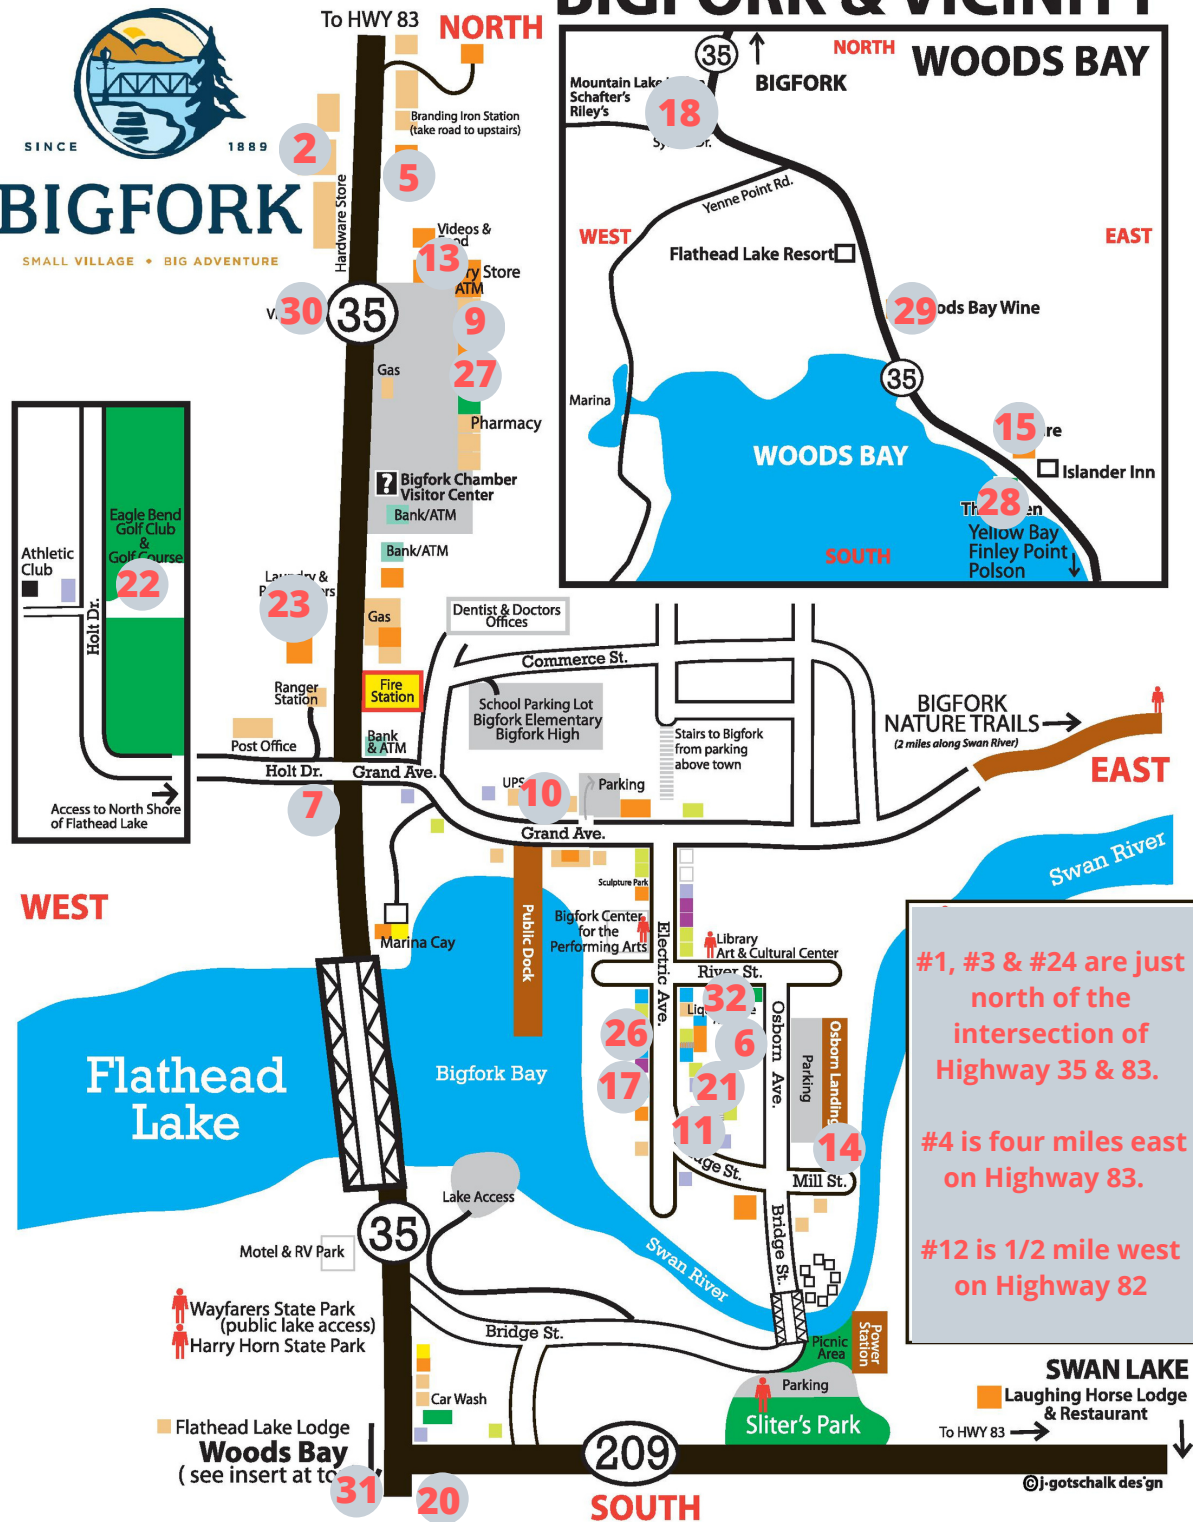 BIGFORK & VICINITY
To HWY 83
NORTH
SINCE 1889
BIGFORK
SMALL VILLAGE • BIG ADVENTURE
2
Hardware Store
Branding Iron Station
(take road to upstairs)
5
Videos &
13
Store
ATM
30
35
9
27
Gas
Pharmacy
?
Bigfork Chamber
Visitor Center
Bank/ATM
Bank/ATM
Laundry &
23
Gas
Fire
Station
Ranger
Station
Post Office
Bank
& ATM
Holt Dr.
Grand Ave.
7
WOODS BAY
NORTH
35
BIGFORK
Mountain Lake
Schafter's
Riley's
18
Dr.
Yenne Point Rd.
WEST
EAST
Flathead Lake Resort
29
Woods Bay Wine
35
Marina
WOODS BAY
15
Islander Inn
28
Yellow Bay
Finley Point
Polson
SOUTH
Eagle Bend
Golf Club
&
Golf Course
22
Athletic
Club
Holt Dr.
Access to North Shore
of Flathead Lake
Dentist & Doctors
Offices
Commerce St.
School Parking Lot
Bigfork Elementary
Bigfork High
Stairs to Bigfork
from parking
above town
BIGFORK
NATURE TRAILS
(2 miles along Swan River)
EAST
UPS
10
Parking
Grand Ave.
WEST
Marina Cay
Public Dock
Sculpture Park
Bigfork Center
for the
Performing Arts
Electric Ave.
Library
Art & Cultural Center
River St.
32
26
6
17
21
11
Osborn Ave.
Parking
Osborn Landing
14
Mill St.
Bridge St.
Swan River
#1, #3 & #24 are just
north of the
intersection of
Highway 35 & 83.
#4 is four miles east
on Highway 83.
#12 is 1/2 mile west
on Highway 82
Flathead
Lake
Bigfork Bay
Lake Access
35
Motel & RV Park
Swan River
Wayfarers State Park
(public lake access)
Harry Horn State Park
Bridge St.
Picnic
Area
Power
Station
Parking
Sliter's Park
Car Wash
SWAN LAKE
Laughing Horse Lodge
& Restaurant
To HWY 83
Flathead Lake Lodge
Woods Bay
( see insert at
31
20
209
SOUTH
©j·gotschalk design